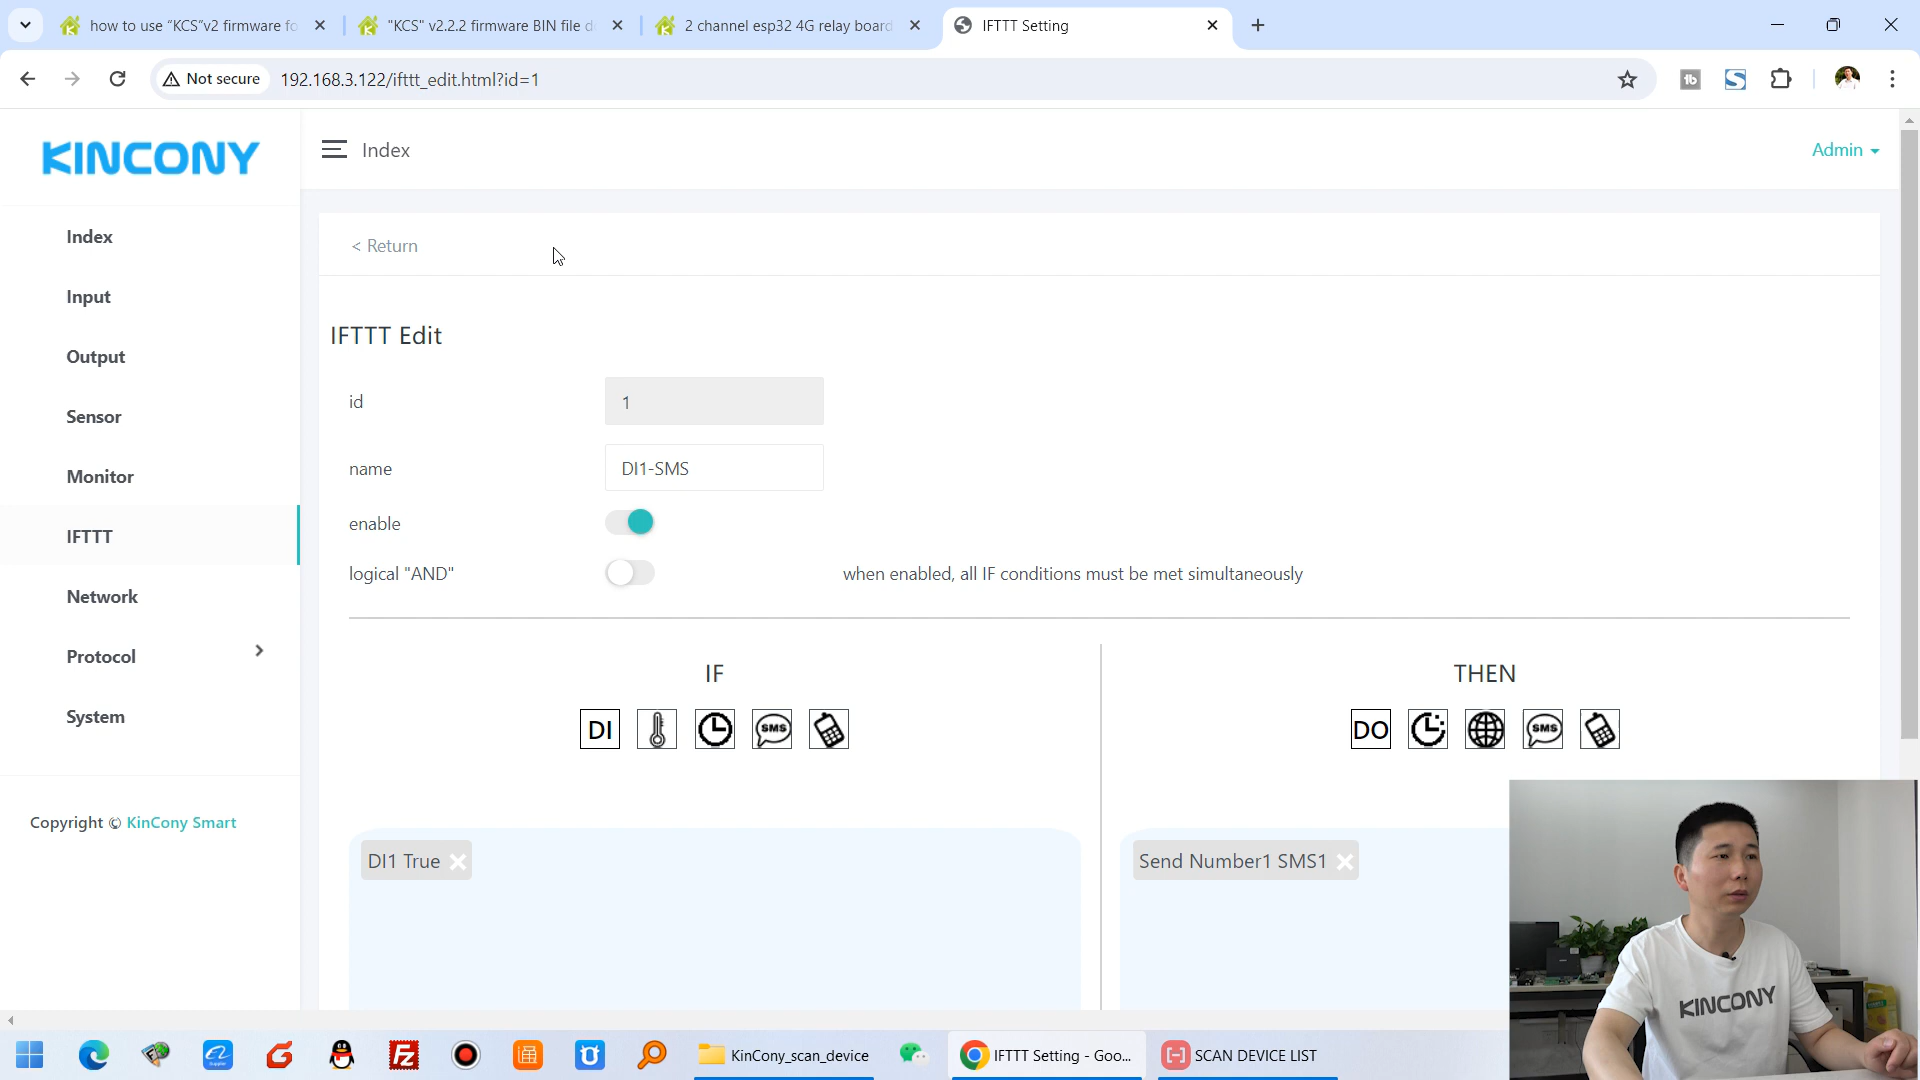 how to use “KCS”v2 firmware fo
"KCS" v2.2.2 firmware BIN file d
2 channel esp32 4G relay board
IFTTT Setting
Not secure
192.168.3.122/ifttt_edit.html?id=1
KINCONY
Index
Admin
Index
Input
Output
Sensor
Monitor
IFTTT
Network
Protocol
System
Copyright © KinCony Smart
< Return
IFTTT Edit
id
1
name
DI1-SMS
enable
logical "AND"
when enabled, all IF conditions must be met simultaneously
IF
THEN
DI
SMS
DO
SMS
DI1 True
Send Number1 SMS1
KINCONY
KinCony_scan_device
IFTTT Setting - Goo...
SCAN DEVICE LIST